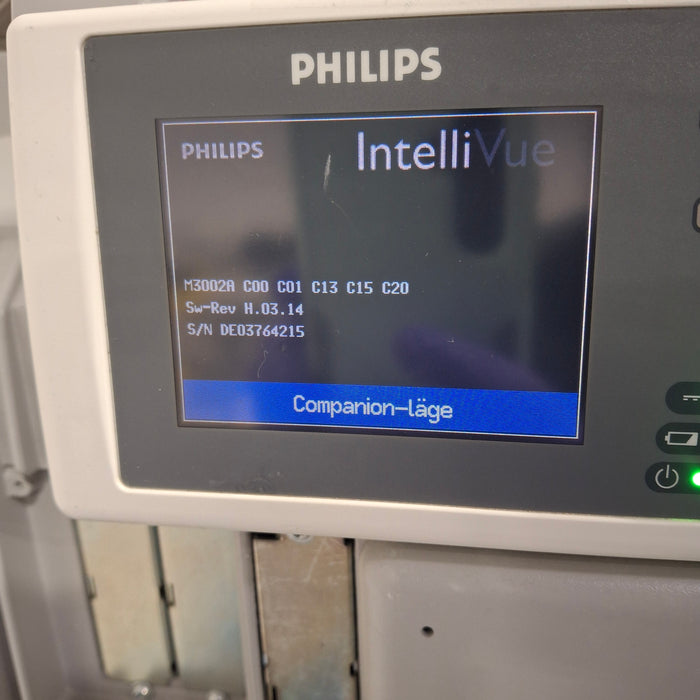 PHILIPS
PHILIPS IntelliVue
M3002A C00 C01 C13 C15 C20
Sw-Rev H.03.14
S/N DE03764215
Companion-läge